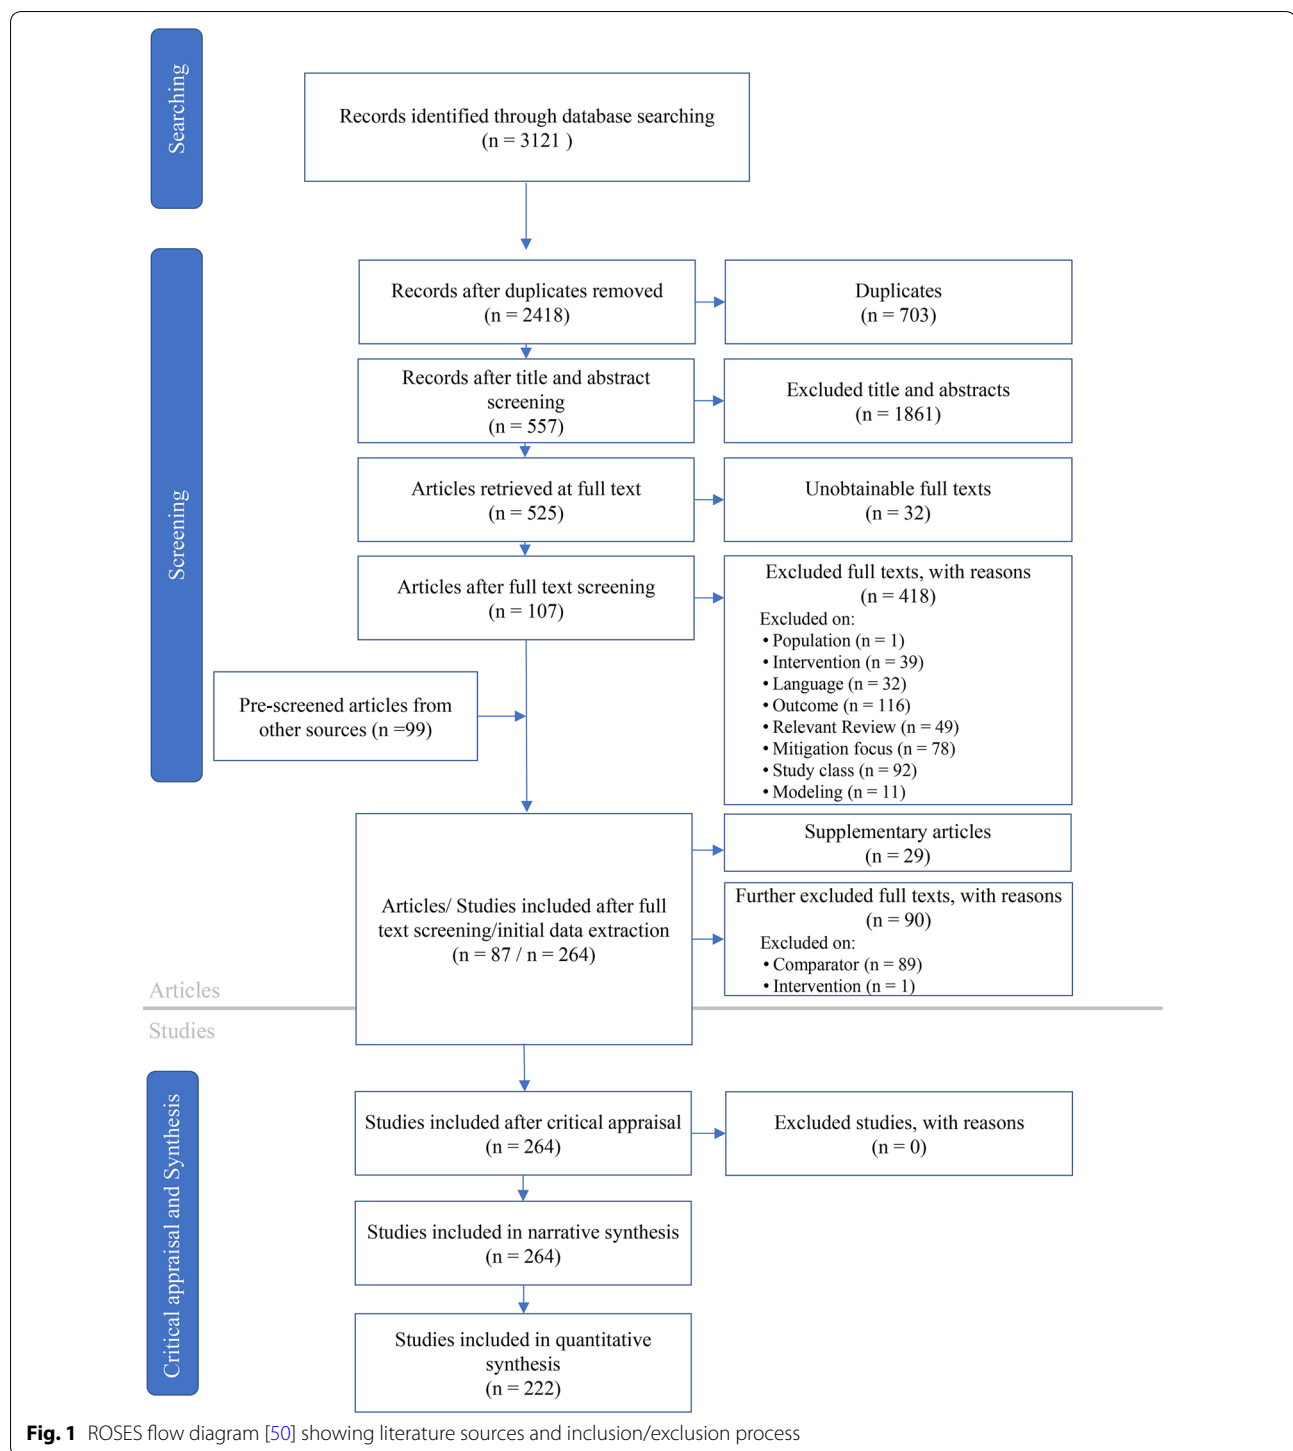 Searching
Records identified through database searching
(n = 3121 )
Screening
Records after duplicates removed
(n = 2418)
Duplicates
(n = 703)
Records after title and abstract
screening
(n = 557)
Excluded title and abstracts
(n = 1861)
Articles retrieved at full text
(n = 525)
Unobtainable full texts
(n = 32)
Articles after full text screening
(n = 107)
Excluded full texts, with reasons
(n = 418)
Excluded on:
• Population (n = 1)
• Intervention (n = 39)
• Language (n = 32)
• Outcome (n = 116)
• Relevant Review (n = 49)
• Mitigation focus (n = 78)
• Study class (n = 92)
• Modeling (n = 11)
Pre-screened articles from
other sources (n =99)
Articles/ Studies included after full
text screening/initial data extraction
(n = 87 / n = 264)
Supplementary articles
(n = 29)
Further excluded full texts, with reasons
(n = 90)
Excluded on:
• Comparator (n = 89)
• Intervention (n = 1)
Articles
Studies
Critical appraisal and Synthesis
Studies included after critical appraisal
(n = 264)
Excluded studies, with reasons
(n = 0)
Studies included in narrative synthesis
(n = 264)
Studies included in quantitative
synthesis
(n = 222)
Fig. 1 ROSES flow diagram [50] showing literature sources and inclusion/exclusion process